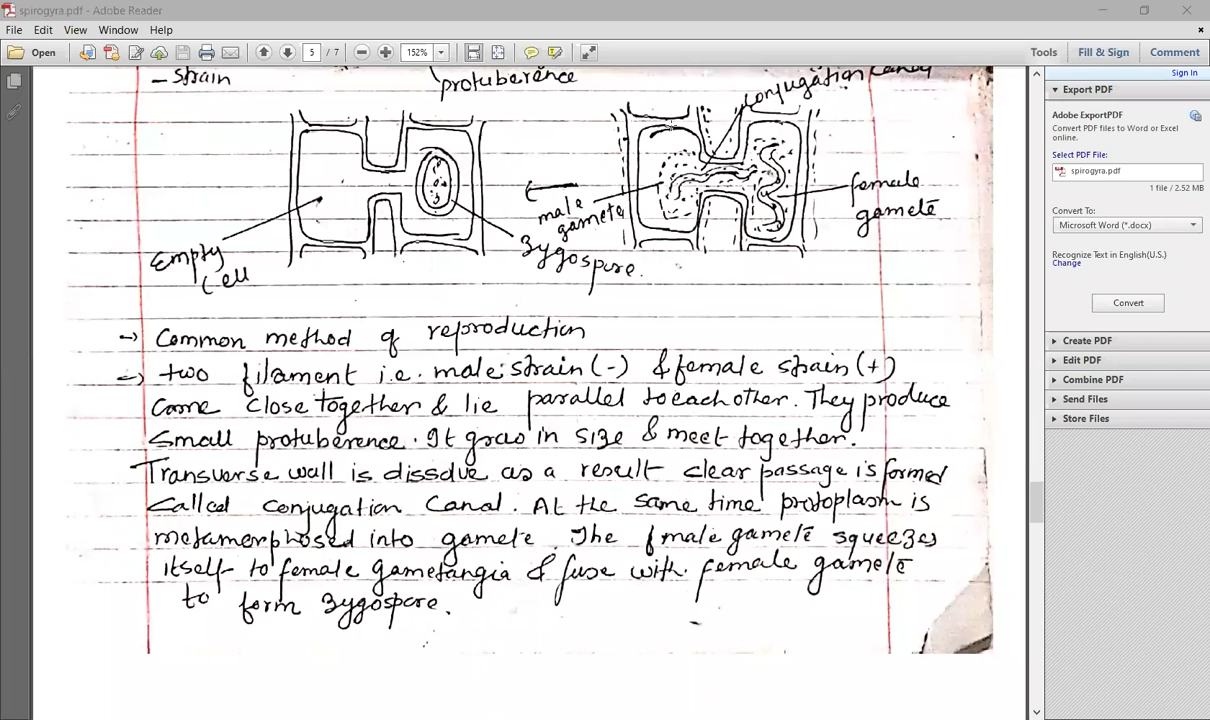 spirogyra.pdf - Adobe Reader
File Edit View Window Help
Open 5 / 7 152% Tools Fill & Sign Comment
Sign In
Export PDF
Adobe ExportPDF
Convert PDF files to Word or Excel
online.
Select PDF File:
spirogyra.pdf
1 file / 2.52 MB
Convert To:
Microsoft Word (*.docx)
Recognize Text in English(U.S.)
Change
Convert
Create PDF
Edit PDF
Combine PDF
Send Files
Store Files
- strain
protuberance
conjugation canal
Empty
Cell
Zygospore.
male
gamete
female
gamete
→ Common method of reproduction
→ two filament i.e. male strain (-) & female strain (+)
Come close together & lie parallel to each other. They produce
small protuberence. It grow in size & meet together.
Transverse wall is dissolve as a result clear passage is formed
Called conjugation Canal. At the same time protoplasm is
metamorphosed into gamete. The male gamete squeezes
itself to female gametangia & fuse with female gamete
to form zygospore.